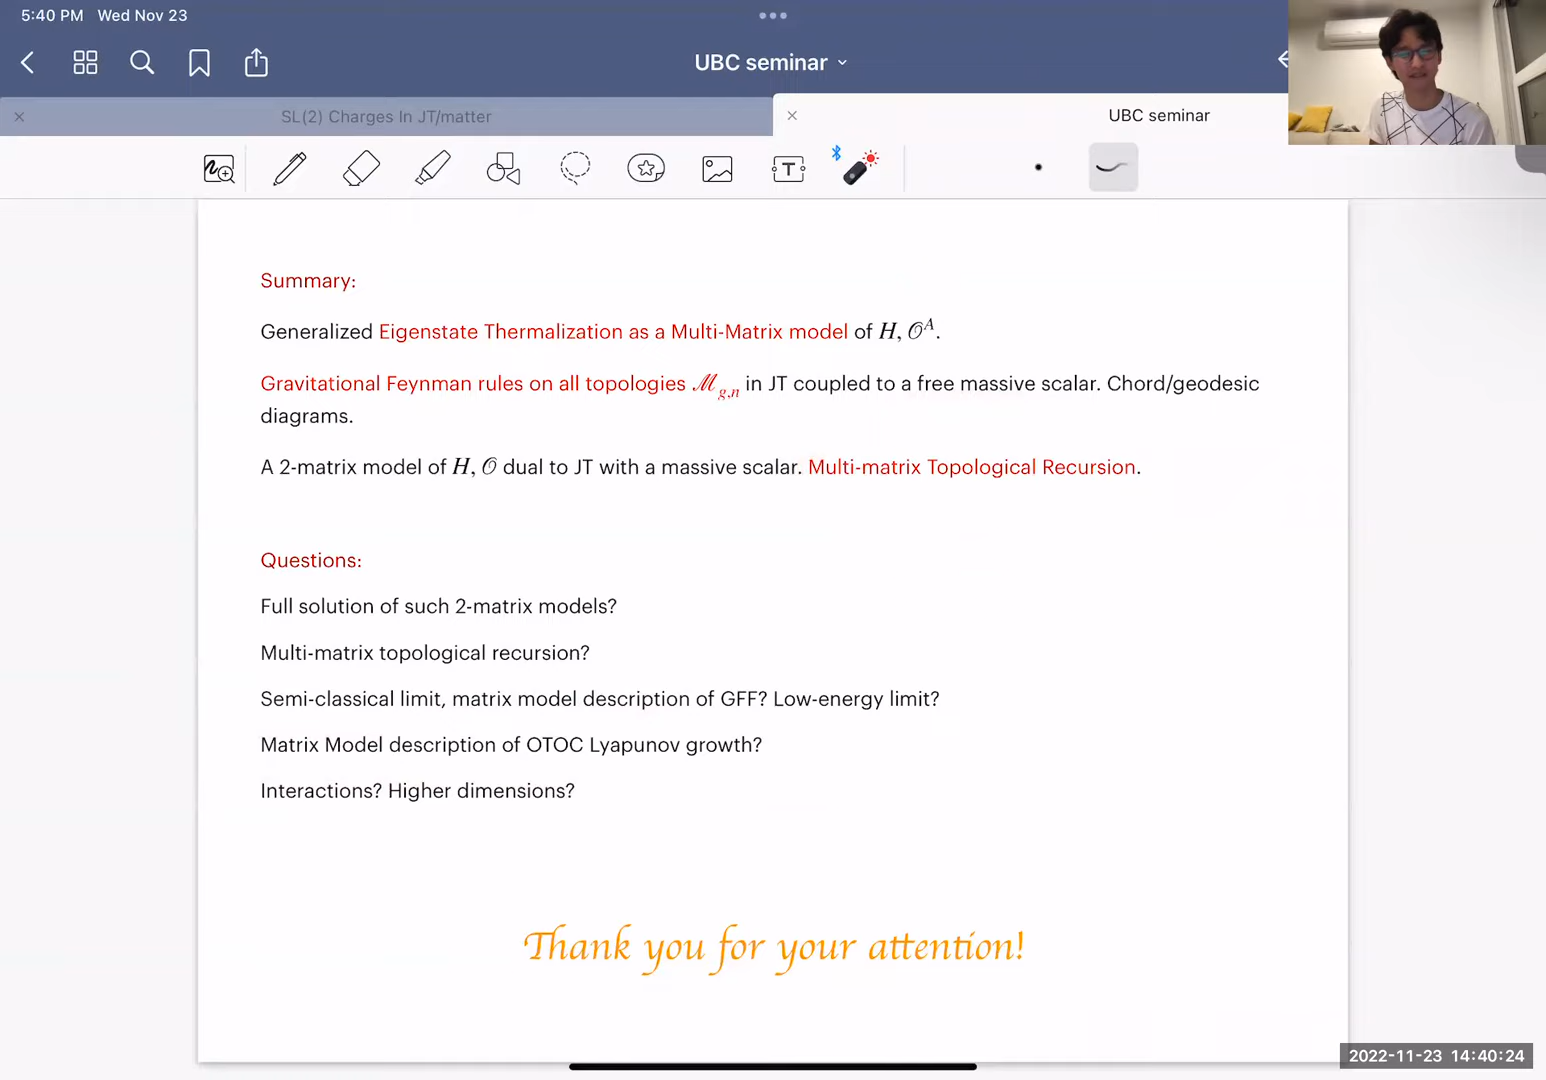 5:40 PM Wed Nov 23
UBC seminar
SL(2) Charges In JT/matter
UBC seminar
T
Summary:
Generalized Eigenstate Thermalization as a Multi-Matrix model of H, 𝒪^A.
Gravitational Feynman rules on all topologies ℳ_{g,n} in JT coupled to a free massive scalar. Chord/geodesic
diagrams.
A 2-matrix model of H, 𝒪 dual to JT with a massive scalar. Multi-matrix Topological Recursion.
Questions:
Full solution of such 2-matrix models?
Multi-matrix topological recursion?
Semi-classical limit, matrix model description of GFF? Low-energy limit?
Matrix Model description of OTOC Lyapunov growth?
Interactions? Higher dimensions?
Thank you for your attention!
2022-11-23 14:40:24